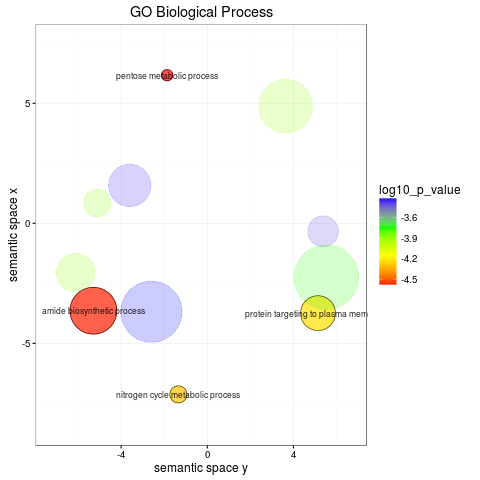 GO Biological Process
pentose metabolic process
amide biosynthetic process
protein targeting to plasma mem
nitrogen cycle metabolic process
5
0
-5
-4
0
4
semantic space x
semantic space y
log10_p_value
-3.6
-3.9
-4.2
-4.5